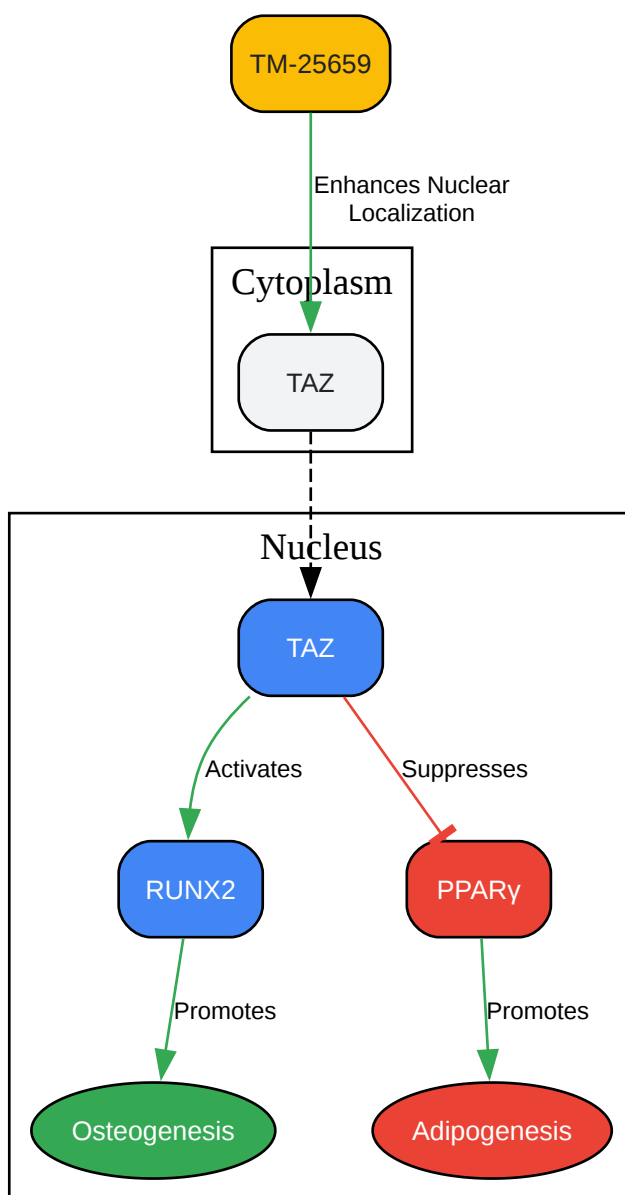 TM-25659
Enhances Nuclear
Localization
Cytoplasm
TAZ
Nucleus
TAZ
Activates
Suppresses
RUNX2
PPARγ
Promotes
Promotes
Osteogenesis
Adipogenesis